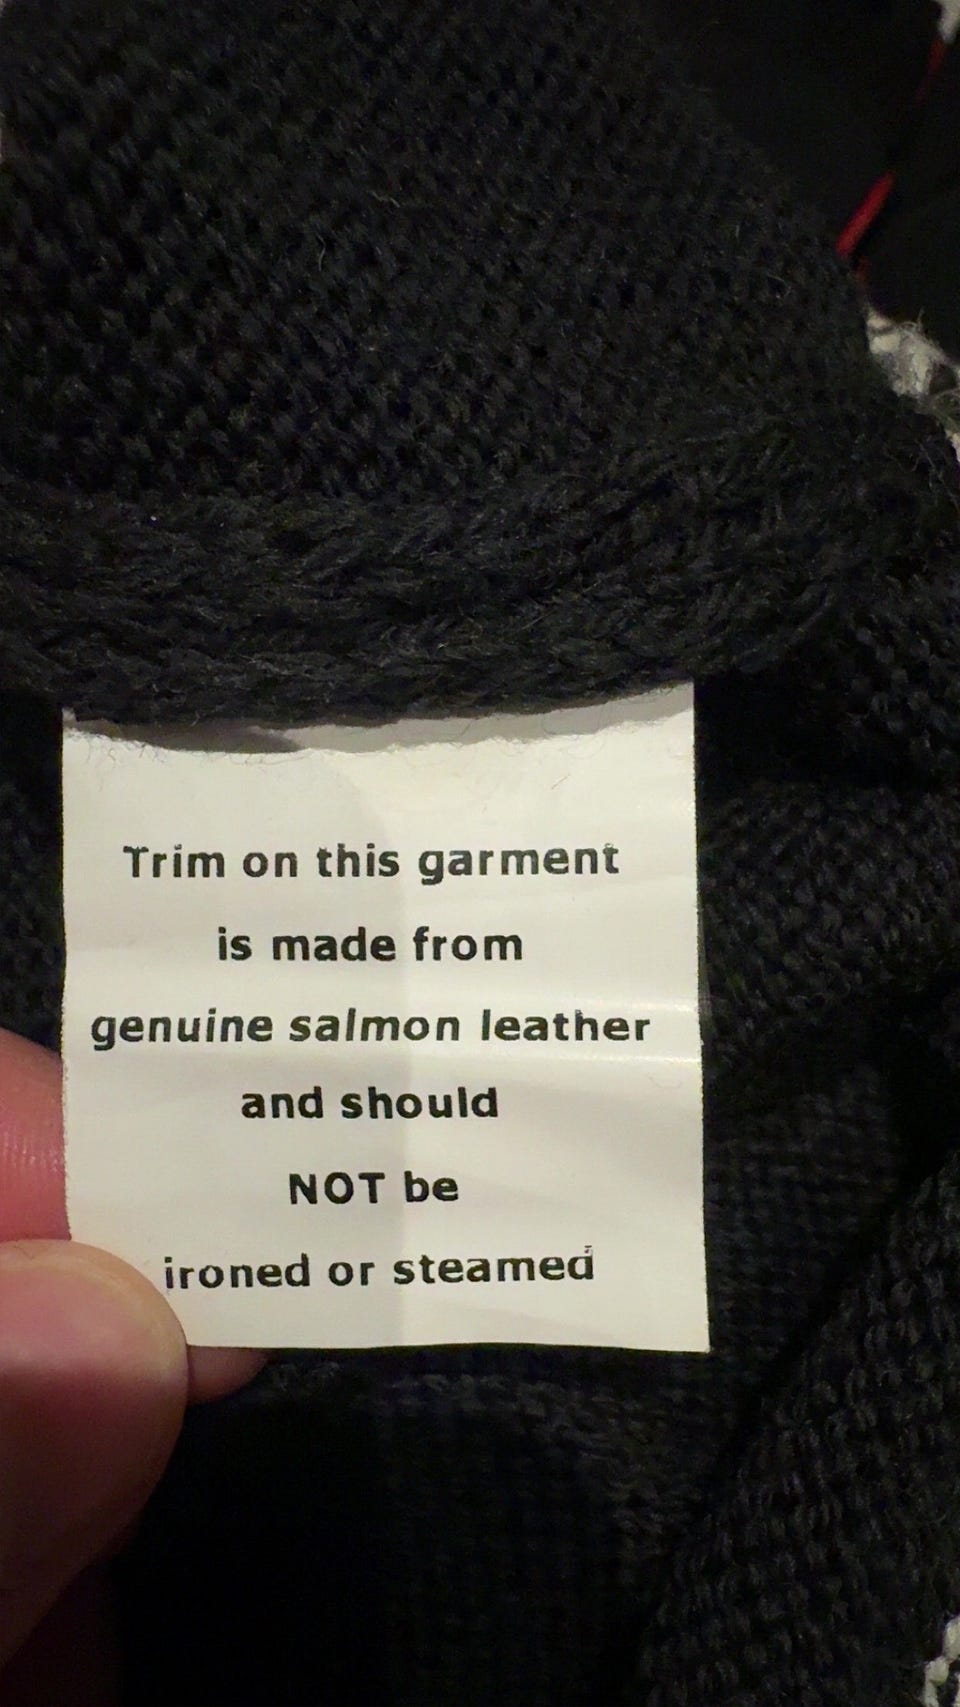 Trim on this garment
is made from
genuine salmon leather
and should
NOT be
ironed or steamed